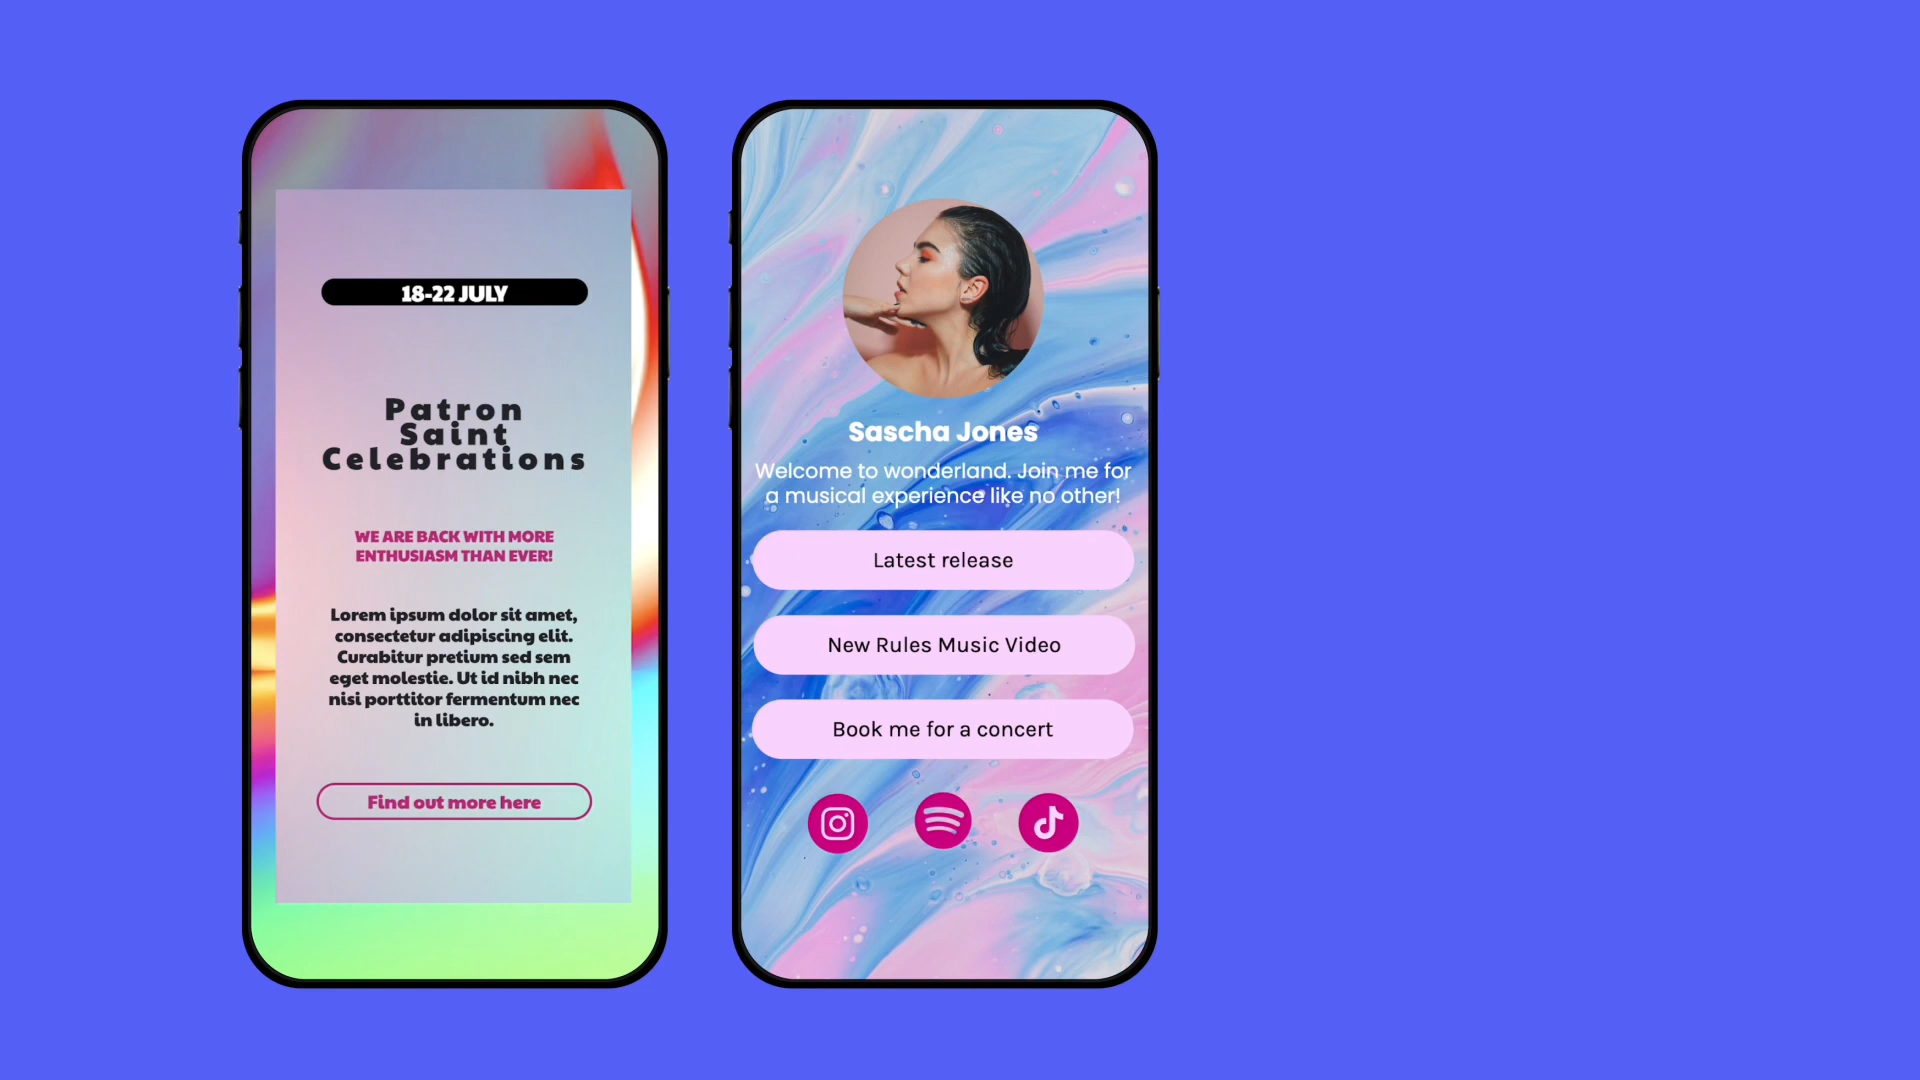 18-22 JULY
Patron
Saint
Celebrations
WE ARE BACK WITH MORE
ENTHUSIASM THAN EVER!
Lorem ipsum dolor sit amet,
consectetur adipiscing elit.
Curabitur pretium sed sem
eget molestie. Ut id nibh nec
nisi porttitor fermentum nec
in libero.
Find out more here
Sascha Jones
Welcome to wonderland. Join me for
a musical experience like no other!
Latest release
New Rules Music Video
Book me for a concert